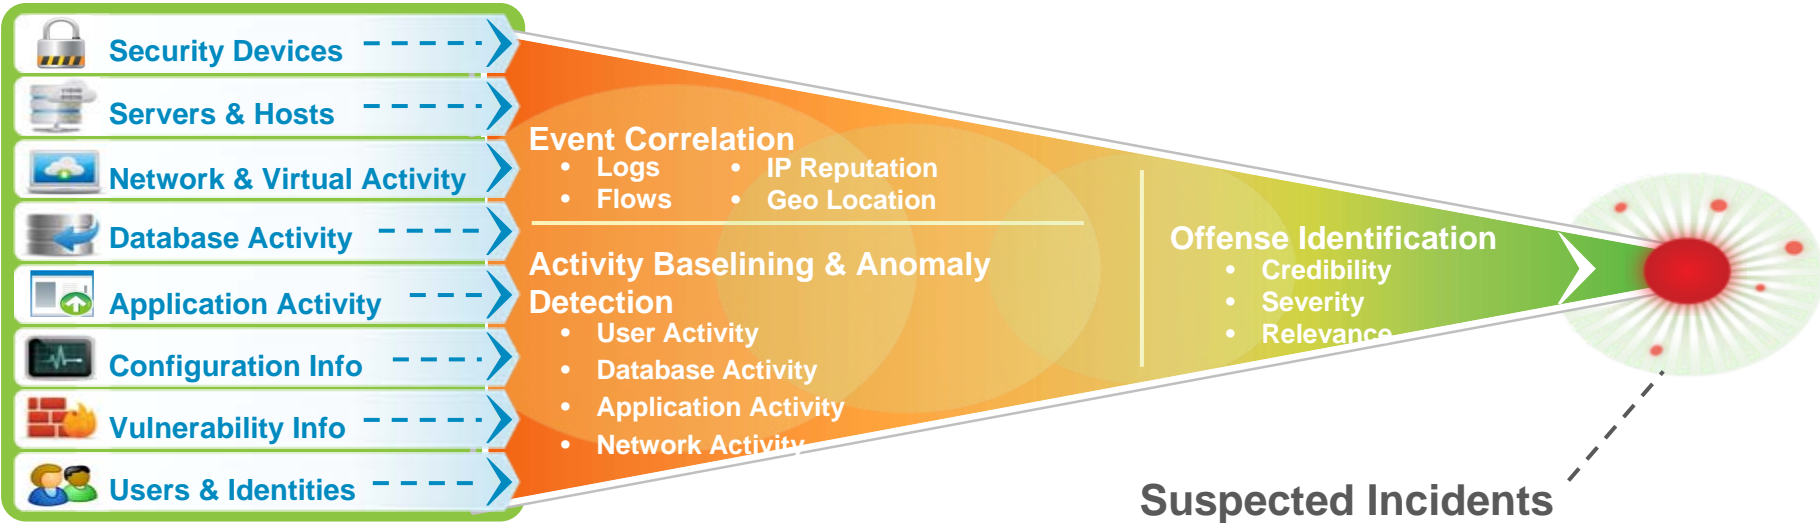 Security Devices
Servers & Hosts
Network & Virtual Activity
Database Activity
Application Activity
Configuration Info
Vulnerability Info
Users & Identities
Event Correlation
• Logs
• Flows
• IP Reputation
• Geo Location
Activity Baselining & Anomaly
Detection
• User Activity
• Database Activity
• Application Activity
• Network Activity
Offense Identification
• Credibility
• Severity
• Relevance
Suspected Incidents